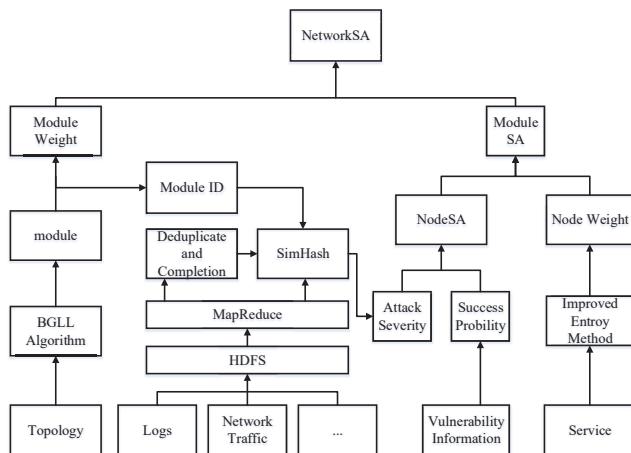 NetworkSA
Module
Weight
Module
SA
Module ID
module
NodeSA
Node Weight
Deduplicate
and
Completion
SimHash
BGLL
Algorithm
MapReduce
Attack
Severity
Success
Probility
Improved
Entroy
Method
HDFS
Topology
Logs
Network
Traffic
...
Vulnerability
Information
Service